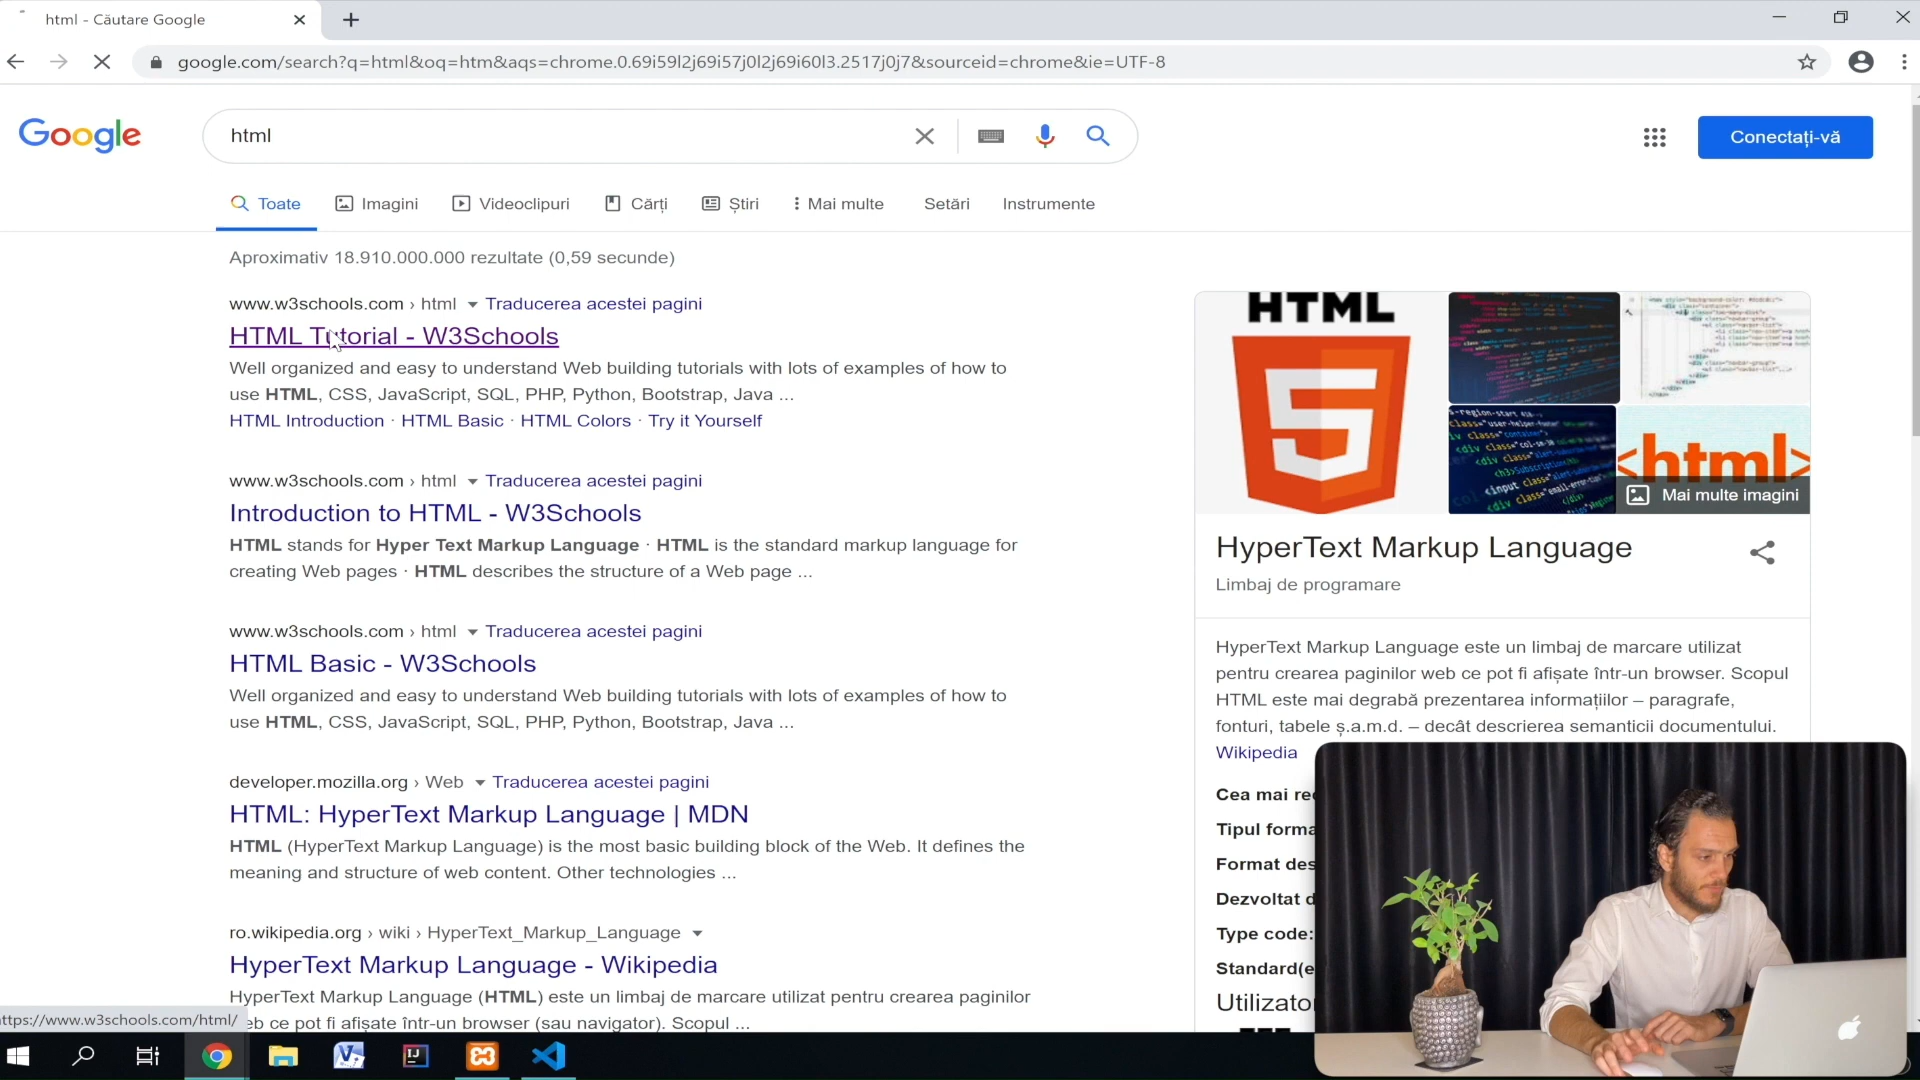 html - Căutare Google
google.com/search?q=html&oq=htm&aqs=chrome.0.69i59l2j69i57j0l2j69i60l3.2517j0j7&sourceid=chrome&ie=UTF-8
Google
html
Conectați-vă
Toate Imagini Videoclipuri Cărți Știri Mai multe Setări Instrumente
Aproximativ 18.910.000.000 rezultate (0,59 secunde)
www.w3schools.com › html Traducerea acestei pagini
HTML Tutorial - W3Schools
Well organized and easy to understand Web building tutorials with lots of examples of how to
use HTML, CSS, JavaScript, SQL, PHP, Python, Bootstrap, Java ...
HTML Introduction · HTML Basic · HTML Colors · Try it Yourself
www.w3schools.com › html Traducerea acestei pagini
Introduction to HTML - W3Schools
HTML stands for Hyper Text Markup Language · HTML is the standard markup language for
creating Web pages · HTML describes the structure of a Web page ...
www.w3schools.com › html Traducerea acestei pagini
HTML Basic - W3Schools
Well organized and easy to understand Web building tutorials with lots of examples of how to
use HTML, CSS, JavaScript, SQL, PHP, Python, Bootstrap, Java ...
developer.mozilla.org › Web Traducerea acestei pagini
HTML: HyperText Markup Language | MDN
HTML (HyperText Markup Language) is the most basic building block of the Web. It defines the
meaning and structure of web content. Other technologies ...
ro.wikipedia.org › wiki › HyperText_Markup_Language
HyperText Markup Language - Wikipedia
HyperText Markup Language (HTML) este un limbaj de marcare utilizat pentru crearea paginilor
eb ce pot fi afișate într-un browser (sau navigator). Scopul ...
ttps://www.w3schools.com/html/
HTML
5
<html>
Mai multe imagini
HyperText Markup Language
Limbaj de programare
HyperText Markup Language este un limbaj de marcare utilizat
pentru crearea paginilor web ce pot fi afișate într-un browser. Scopul
HTML este mai degrabă prezentarea informațiilor – paragrafe,
fonturi, tabele ș.a.m.d. – decât descrierea semanticii documentului.
Wikipedia
Cea mai re
Tipul forma
Format des
Dezvoltat d
Type code:
Standard(e
Utilizator